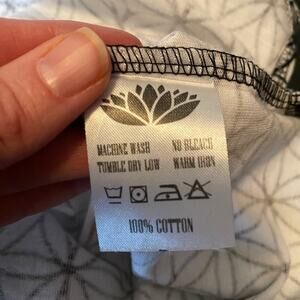 MACHINE WASH NO BLEACH
TUMBLE DRY LOW WARM IRON
100% COTTON